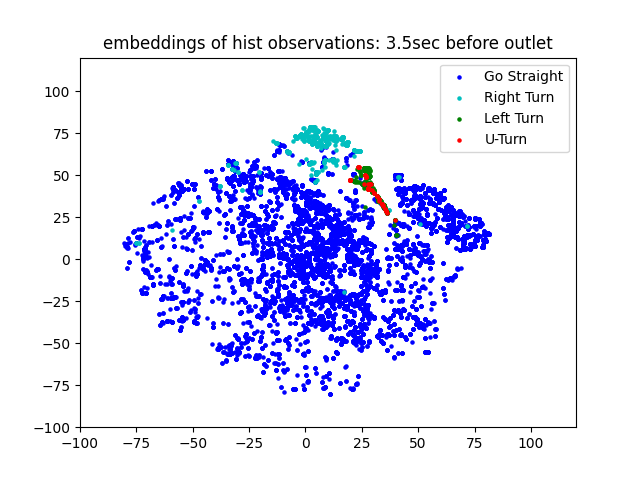 embeddings of hist observations: 3.5sec before outlet
Go Straight
Right Turn
Left Turn
U-Turn
100
75
50
25
0
−25
−50
−75
−100
−100 −75 −50 −25 0 25 50 75 100